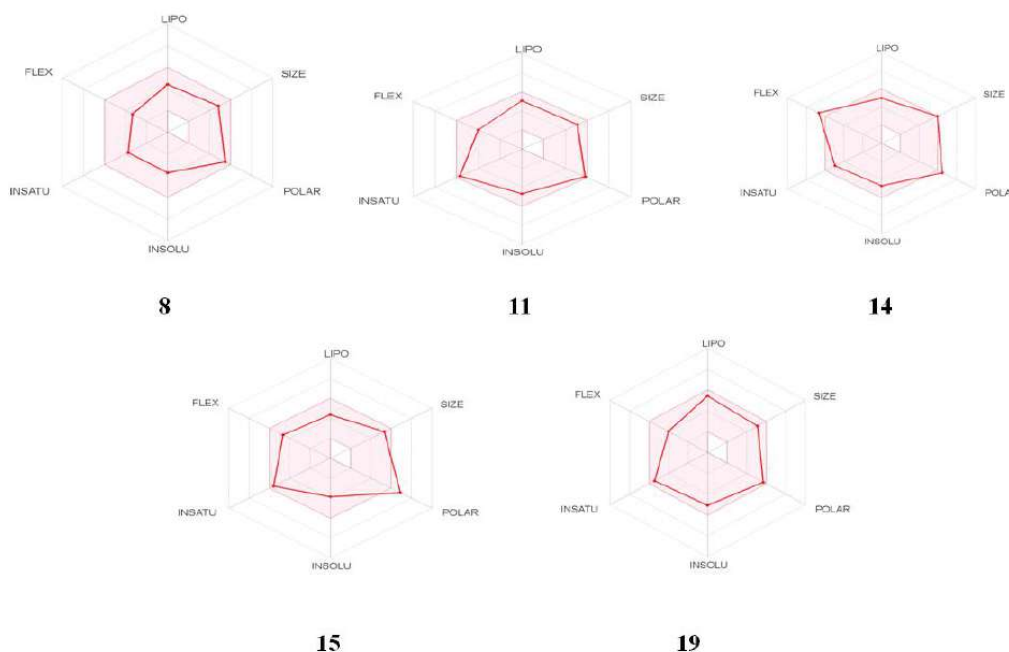 LIPO
FLEX
SIZE
INSATU
POLAR
INSOLU
8
LIPO
FLEX
SIZE
INSATU
POLAR
INSOLU
11
LIPO
FLEX
SIZE
INSATU
POLA
INSOLU
14
LIPO
FLEX
SIZE
INSATU
POLAR
INSOLU
15
LIPO
FLEX
SIZE
INSATU
POLAR
INSOLU
19